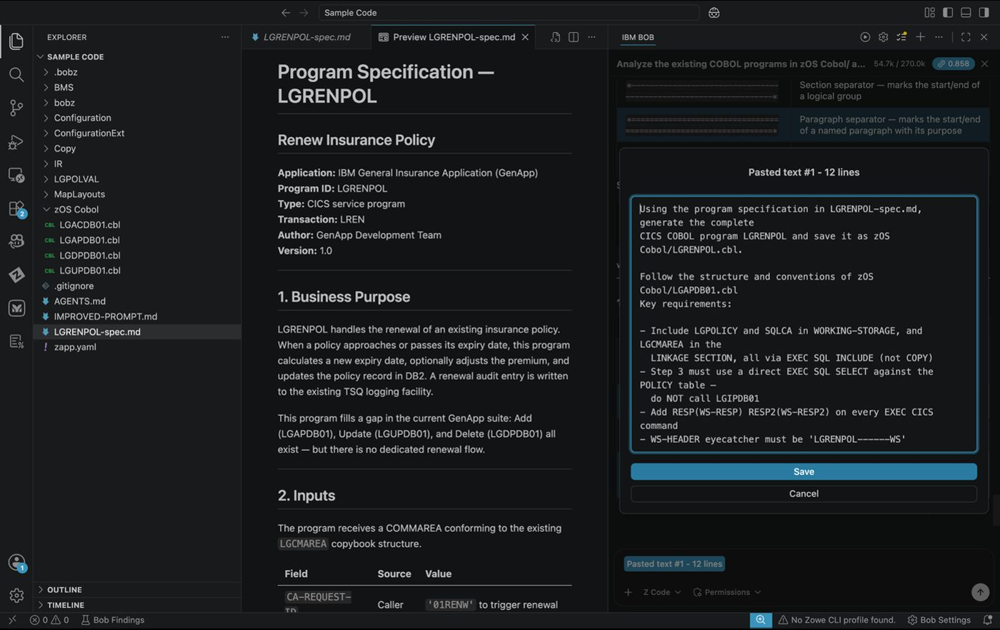 Sample Code
EXPLORER
SAMPLE CODE
.bobz
BMS
bobz
Configuration
ConfigurationExt
Copy
IR
LGPOLVAL
MapLayouts
zOS Cobol
CBL LGACDB01.cbl
CBL LGAPDB01.cbl
CBL LGDPDB01.cbl
CBL LGUPDB01.cbl
.gitignore
AGENTS.md
IMPROVED-PROMPT.md
LGRENPOL-spec.md
! zapp.yaml
OUTLINE
TIMELINE
2
1
LGRENPOL-spec.md
Preview LGRENPOL-spec.md
Program Specification —
LGRENPOL
Renew Insurance Policy
Application: IBM General Insurance Application (GenApp)
Program ID: LGRENPOL
Type: CICS service program
Transaction: LREN
Author: GenApp Development Team
Version: 1.0
1. Business Purpose
LGRENPOL handles the renewal of an existing insurance policy.
When a policy approaches or passes its expiry date, this program
calculates a new expiry date, optionally adjusts the premium, and
updates the policy record in DB2. A renewal audit entry is written
to the existing TSQ logging facility.
This program fills a gap in the current GenApp suite: Add
(LGAPDB01), Update (LGUPDB01), and Delete (LGDPDB01) all
exist — but there is no dedicated renewal flow.
2. Inputs
The program receives a COMMAREA conforming to the existing
LGCMAREA copybook structure.
Field Source Value
CA-REQUEST-
ID Caller '01RENW' to trigger renewal
IBM BOB
Analyze the existing COBOL programs in zOS Cobol/ a... 54.7k / 270.0k 0.858
Section separator — marks the start/end of
a logical group
Paragraph separator — marks the start/end
of a named paragraph with its purpose
Pasted text #1 - 12 lines
Using the program specification in LGRENPOL-spec.md,
generate the complete
CICS COBOL program LGRENPOL and save it as zOS
Cobol/LGRENPOL.cbl.
Follow the structure and conventions of zOS
Cobol/LGAPDB01.cbl
Key requirements:
- Include LGPOLICY and SQLCA in WORKING-STORAGE, and
LGCMAREA in the
LINKAGE SECTION, all via EXEC SQL INCLUDE (not COPY)
- Step 3 must use a direct EXEC SQL SELECT against the
POLICY table —
do NOT call LGIPDB01
- Add RESP(WS-RESP) RESP2(WS-RESP2) on every EXEC CICS
command
- WS-HEADER eyecatcher must be 'LGRENPOL------WS'
Save
Cancel
Pasted text #1 - 12 lines
Z Code Permissions
0 0 Bob Findings
No Zowe CLI profile found. Bob Settings